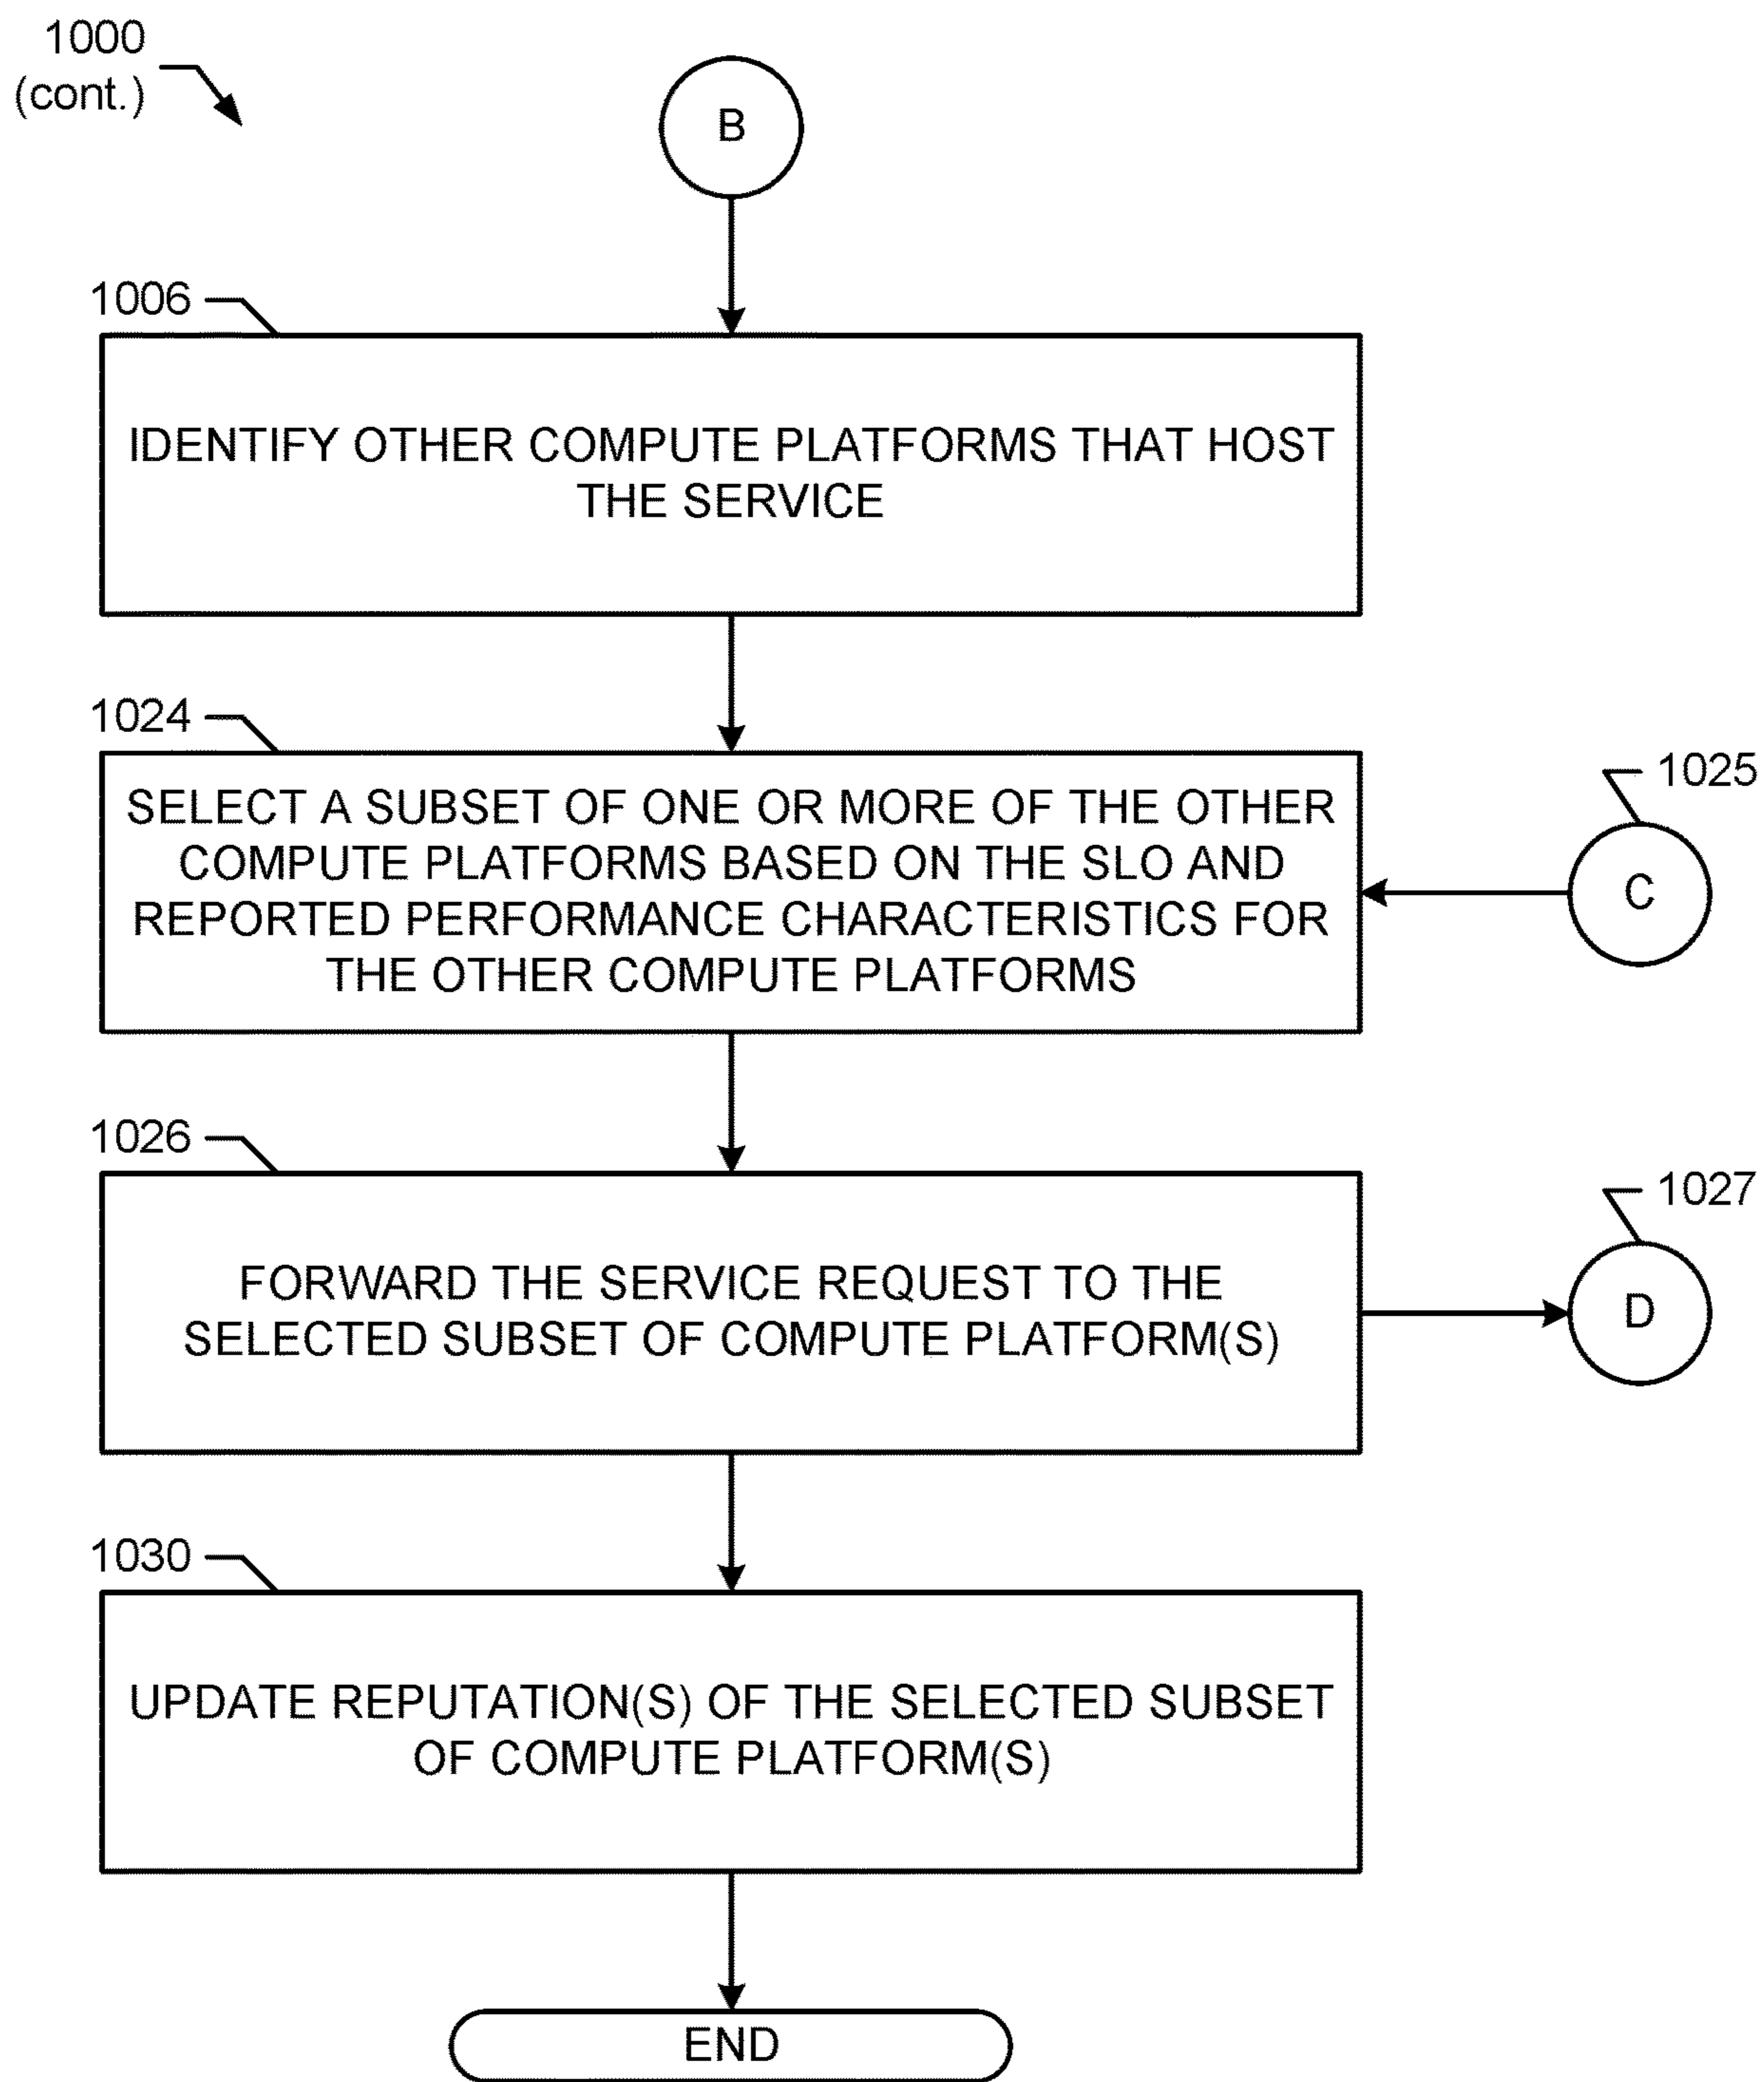 1000
(cont.)
B
1006
IDENTIFY OTHER COMPUTE PLATFORMS THAT HOST
THE SERVICE
1024
SELECT A SUBSET OF ONE OR MORE OF THE OTHER
COMPUTE PLATFORMS BASED ON THE SLO AND
REPORTED PERFORMANCE CHARACTERISTICS FOR
THE OTHER COMPUTE PLATFORMS
1025
C
1026
FORWARD THE SERVICE REQUEST TO THE
SELECTED SUBSET OF COMPUTE PLATFORM(S)
1027
D
1030
UPDATE REPUTATION(S) OF THE SELECTED SUBSET
OF COMPUTE PLATFORM(S)
END